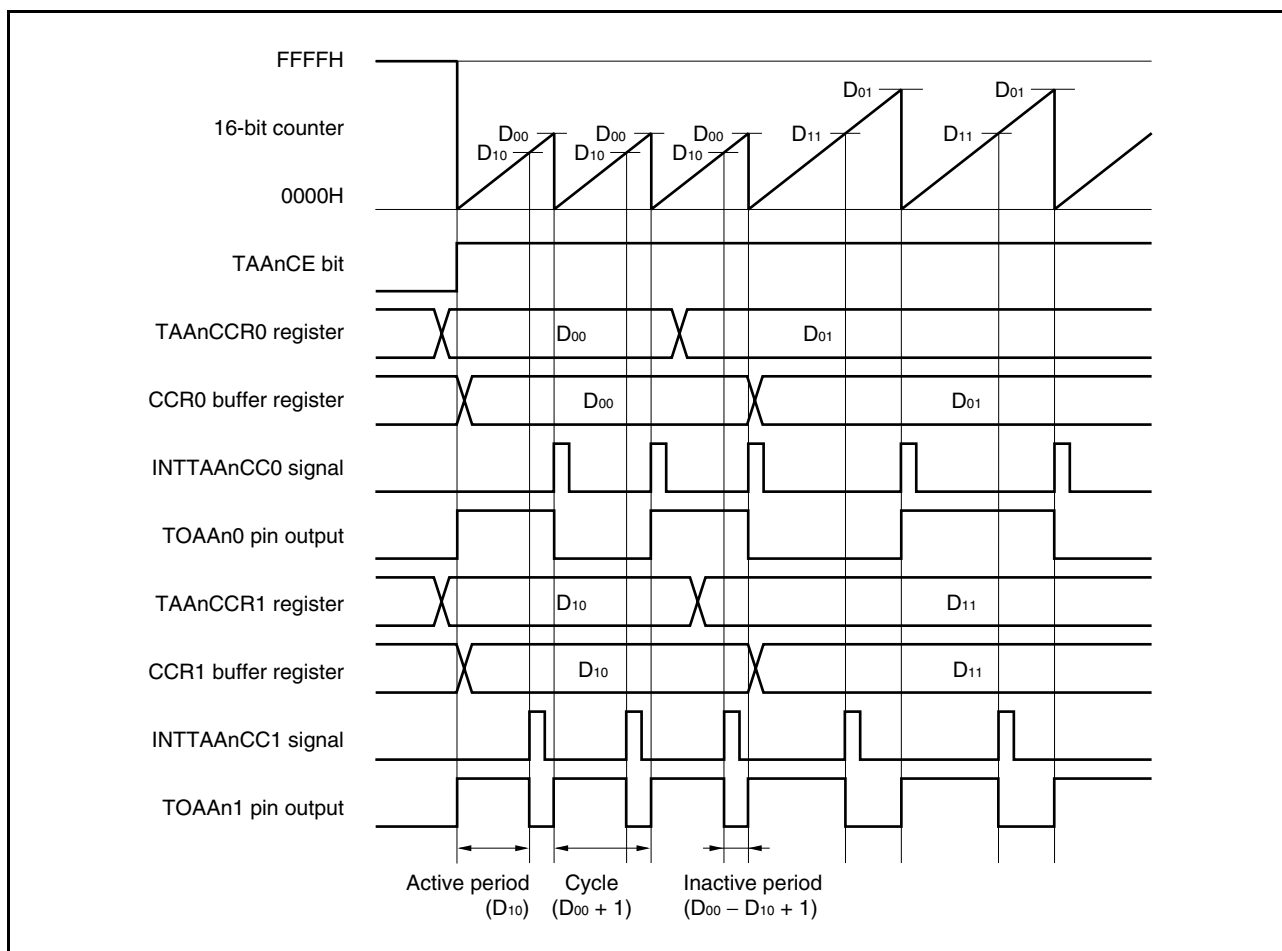 FFFFH
16-bit counter
0000H
D00 D00 D00 D01 D01
D10 D10 D10 D11 D11
TAAnCE bit
TAAnCCR0 register D00 D01
CCR0 buffer register D00 D01
INTTAAnCC0 signal
TOAAn0 pin output
TAAnCCR1 register D10 D11
CCR1 buffer register D10 D11
INTTAAnCC1 signal
TOAAn1 pin output
Active period Cycle Inactive period
(D10) (D00 + 1) (D00 − D10 + 1)